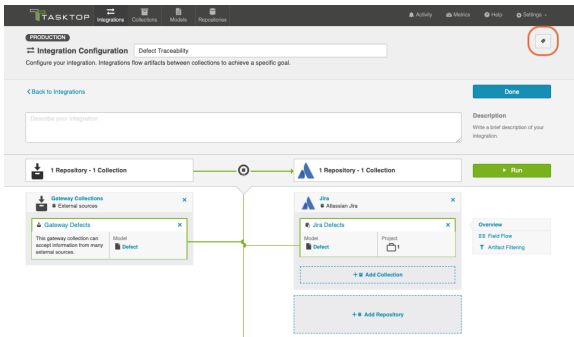 TASKTOP
Integrations
Collections
Models
Repositories
Activity
Metrics
Help
Settings
PRODUCTION
Integration Configuration
Defect Traceability
Configure your integration. Integrations flow artifacts between collections to achieve a specific goal.
Back to Integrations
Done
Describe your integration
Description
Write a brief description of your
integration.
1 Repository - 1 Collection
1 Repository - 1 Collection
Run
Gateway Collections
External sources
Gateway Defects
This gateway collection can
accept information from many
external sources.
Model
Defect
Jira
Atlassian Jira
Jira Defects
Model
Defect
Project
1
+ Add Collection
+ Add Repository
Overview
Field Flow
Artifact Filtering